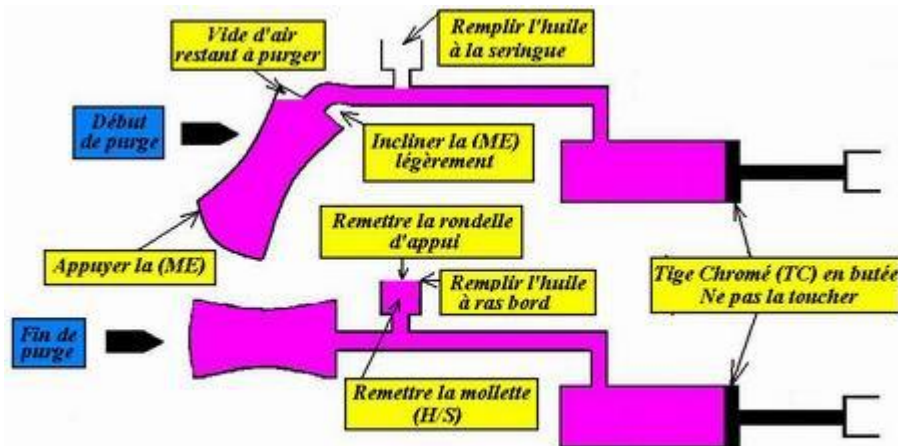 Vide d'air
restant à purger
Remplir l'huile
à la seringue
Début
de purge
Incliner la (ME)
légèrement
Appuyer la (ME)
Remettre la rondelle
d'appui
Remplir l'huile
à ras bord
Tige Chromé (TC) en butée
Ne pas la toucher
Fin de
purge
Remettre la mollette
(H/S)